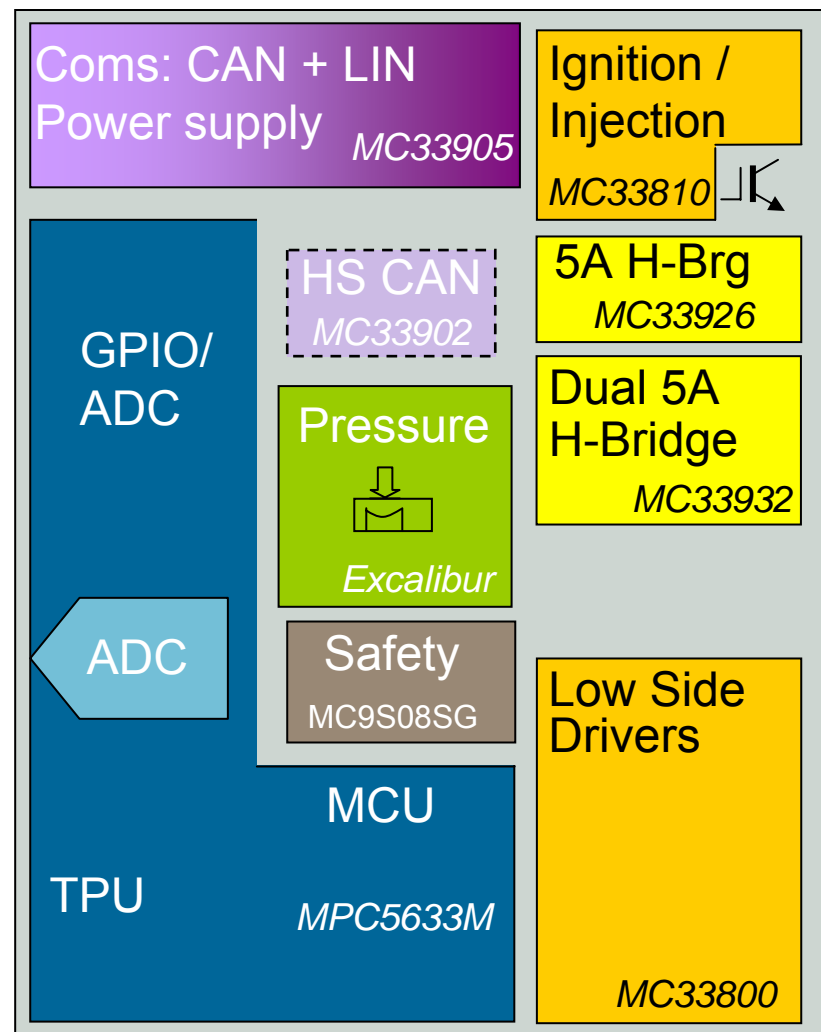 Coms: CAN + LIN
Power supply
MC33905
Ignition /
Injection
MC33810
HS CAN
MC33902
5A H-Brg
MC33926
GPIO/
ADC
Pressure
Excalibur
Dual 5A
H-Bridge
MC33932
ADC
Safety
MC9S08SG
Low Side
Drivers
MC33800
MCU
TPU
MPC5633M